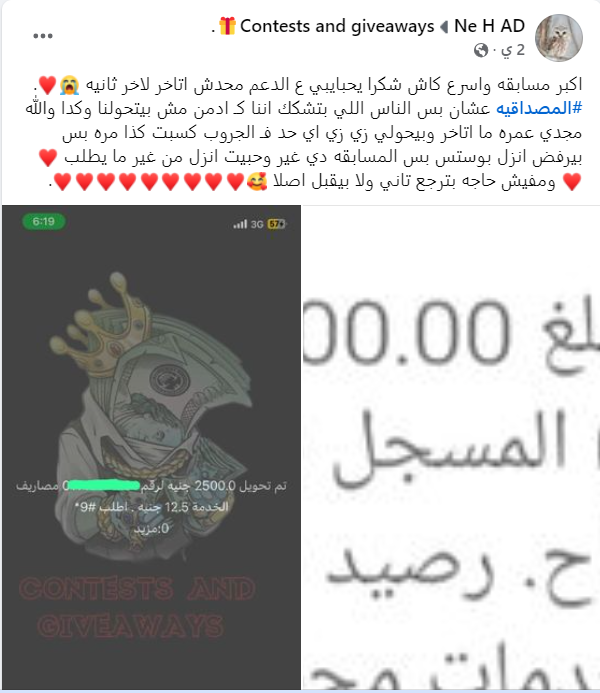 Ne H AD ◀ Contests and giveaways 🎁 .
2 ي ·
اكبر مسابقه واسرع كاش شكرا يحبايبي ع الدعم محدش اتاخر لاخر ثانيه 😭❤️.
#المصداقيه عشان بس الناس اللي بتشكك اننا كـ ادمن مش بيتحولنا وكدا والله
مجدي عمره ما اتاخر وبيحولي زي زي اي حد فـ الجروب كسبت كذا مره بس
بيرفض انزل بوستس بس المسابقه دي غير وحبيت انزل من غير ما يطلب ❤️
❤️ ومفيش حاجه بترجع تاني ولا بيقبل اصلا 🥰❤️❤️❤️❤️❤️❤️❤️❤️❤️.
6:19
3G 57
تم تحويل 2500.0 جنيه لرقم 0 مصاريف
الخدمة 12.5 جنيه . اطلب #9*
0:مزيد
CONTESTS AND
GIVEAWAYS
00.00
المسجل
رصيد